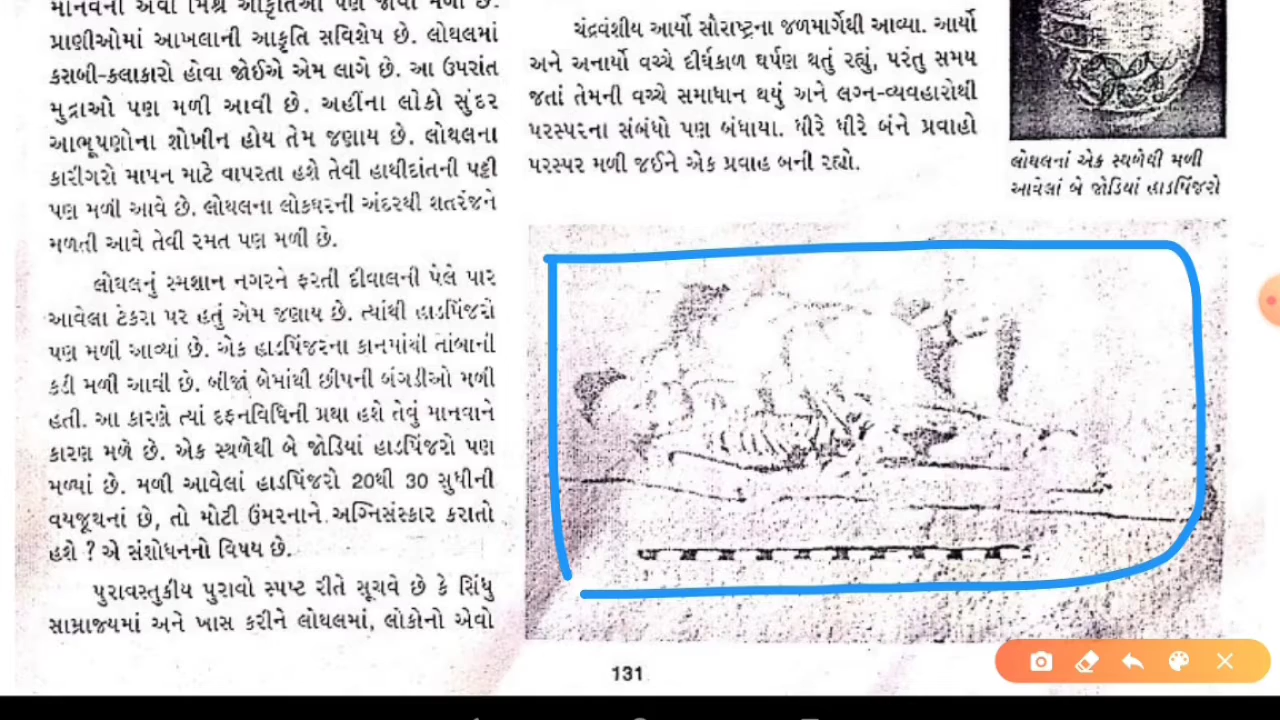 માનવની એવી મિશ્ર આકૃતિઓ પણ જોવા મળી છે.
પ્રાણીઓમાં આખલાની આકૃતિ સવિશેષ છે. લોથલમાં
કસબી-કલાકારો હોવા જોઈએ એમ લાગે છે. આ ઉપરાંત
મુદ્રાઓ પણ મળી આવી છે. અહીંના લોકો સુંદર
આભૂષણોના શોખીન હોય તેમ જણાય છે. લોથલના
કારીગરો માપન માટે વાપરતા હશે તેવી હાથીદાંતની પટ્ટી
પણ મળી આવે છે. લોથલના લોકઘરની અંદરથી શતરંજને
મળતી આવે તેવી રમત પણ મળી છે.
લોથલનું સ્મશાન નગરને ફરતી દીવાલની પેલે પાર
આવેલા ટેકરા પર હતું એમ જણાય છે. ત્યાંથી હાડપિંજરો
પણ મળી આવ્યાં છે. એક હાડપિંજરના કાનમાંથી તાંબાની
કડી મળી આવી છે. બીજાં બેમાંથી છીપની બંગડીઓ મળી
હતી. આ કારણે ત્યાં દફનવિધિની પ્રથા હશે તેવું માનવાને
કારણ મળે છે. એક સ્થળેથી બે જોડિયાં હાડપિંજરો પણ
મળ્યાં છે. મળી આવેલાં હાડપિંજરો 20થી 30 સુધીની
વયજૂથનાં છે, તો મોટી ઉંમરનાને અગ્નિસંસ્કાર કરાતો
હશે ? એ સંશોધનનો વિષય છે.
પુરાવસ્તુકીય પુરાવો સ્પષ્ટ રીતે સૂચવે છે કે સિંધુ
સામ્રાજ્યમાં અને ખાસ કરીને લોથલમાં, લોકોનો એવો
ચંદ્રવંશીય આર્યો સૌરાષ્ટ્રના જળમાર્ગેથી આવ્યા. આર્યો
અને અનાર્યો વચ્ચે દીર્ઘકાળ ઘર્ષણ થતું રહ્યું, પરંતુ સમય
જતાં તેમની વચ્ચે સમાધાન થયું અને લગ્ન-વ્યવહારોથી
પરસ્પરના સંબંધો પણ બંધાયા. ધીરે ધીરે બંને પ્રવાહો
પરસ્પર મળી જઈને એક પ્રવાહ બની રહ્યો.
લોથલનાં એક સ્થળેથી મળી
આવેલાં બે જોડિયાં હાડપિંજરો
131